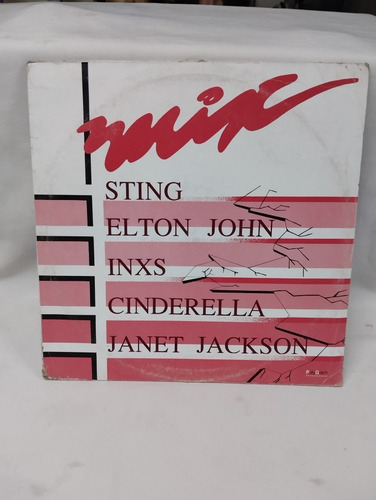 mix
STING
ELTON JOHN
INXS
CINDERELLA
JANET JACKSON